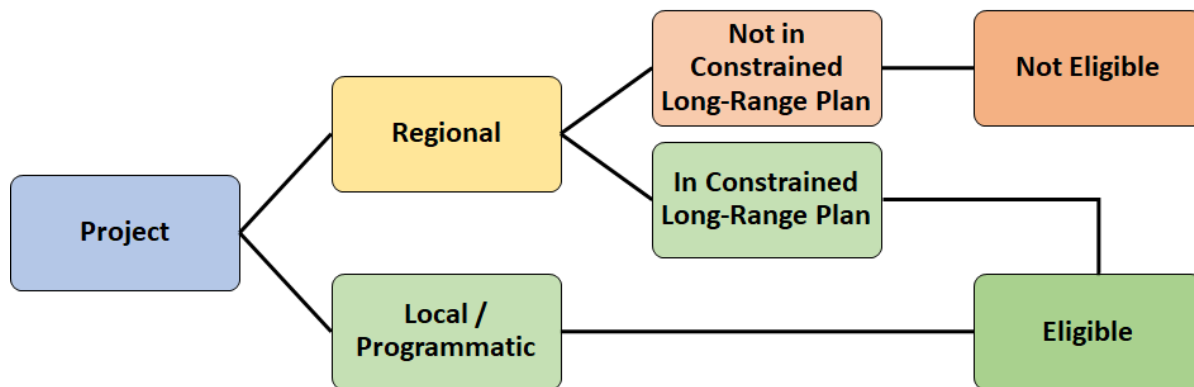 Project
Regional
Local /
Programmatic
Not in
Constrained
Long-Range Plan
In Constrained
Long-Range Plan
Not Eligible
Eligible